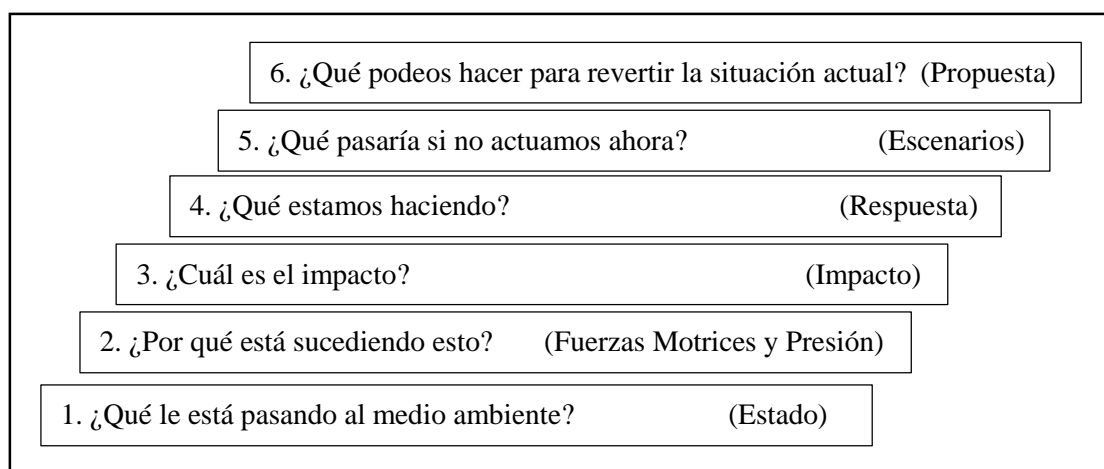 6. ¿Qué podeos hacer para revertir la situación actual? (Propuesta)
5. ¿Qué pasaría si no actuamos ahora? (Escenarios)
4. ¿Qué estamos haciendo? (Respuesta)
3. ¿Cuál es el impacto? (Impacto)
2. ¿Por qué está sucediendo esto? (Fuerzas Motrices y Presión)
1. ¿Qué le está pasando al medio ambiente? (Estado)